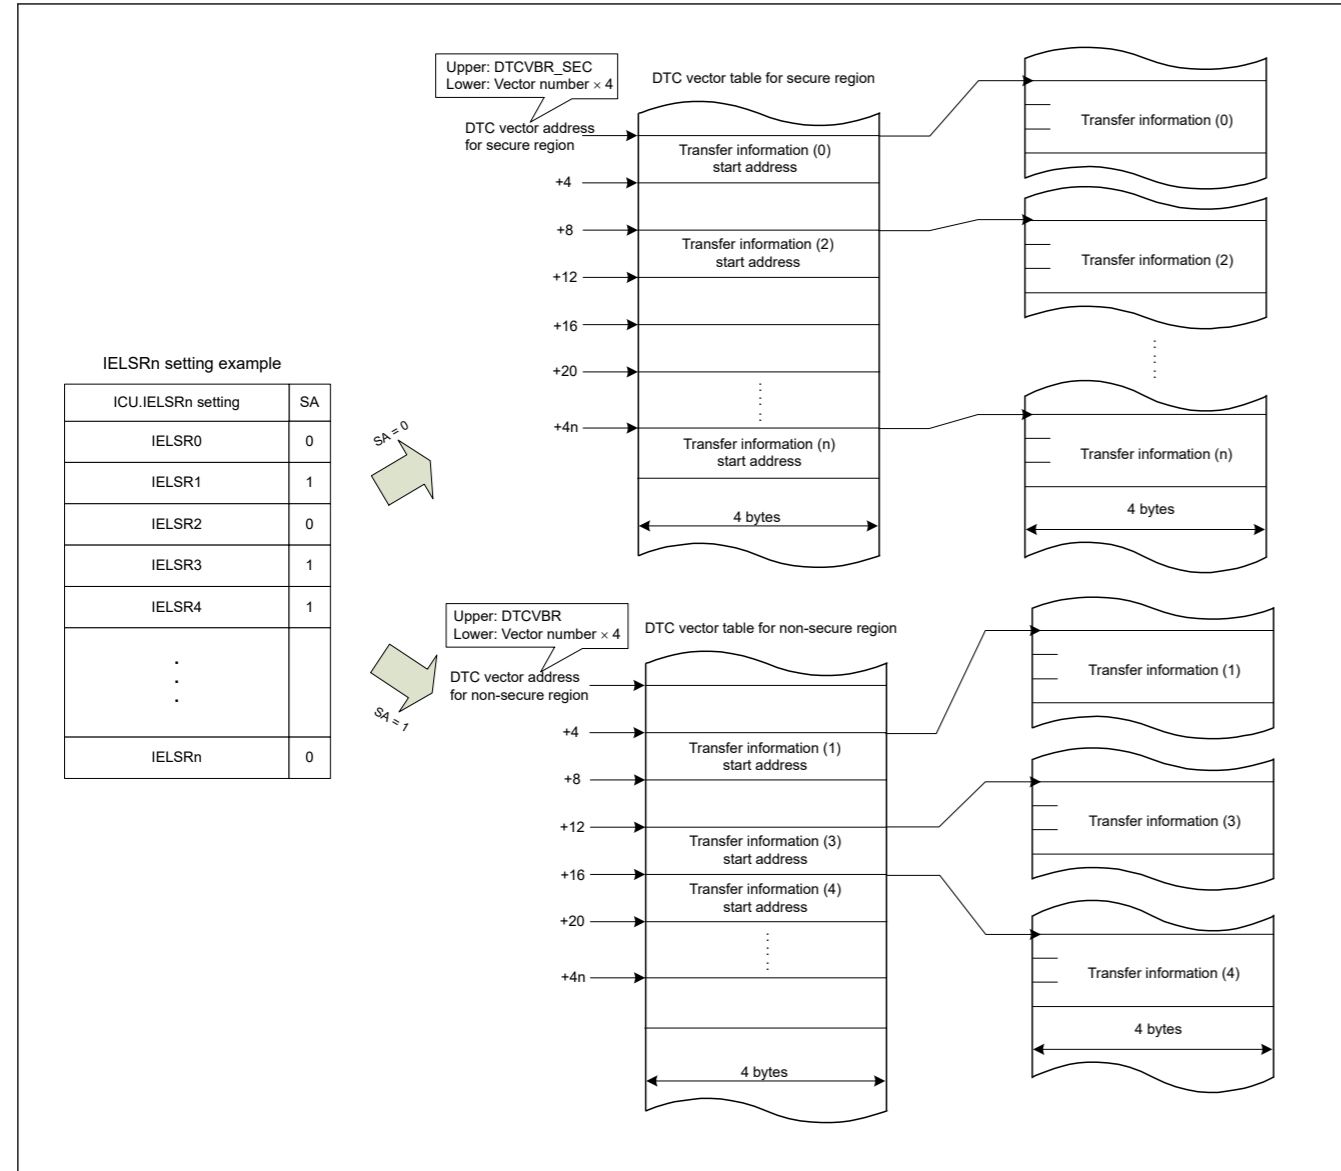 Upper: DTCVBR_SEC
Lower: Vector number × 4
DTC vector table for secure region
DTC vector address
for secure region
Transfer information (0)
start address
+4
+8
Transfer information (2)
start address
+12
+16
+20
+4n
Transfer information (n)
start address
4 bytes
Transfer information (0)
Transfer information (2)
Transfer information (n)
4 bytes
IELSRn setting example
ICU.IELSRn setting SA
IELSR0 0
IELSR1 1
IELSR2 0
IELSR3 1
IELSR4 1
IELSRn 0
SA = 0
SA = 1
Upper: DTCVBR
Lower: Vector number × 4
DTC vector table for non-secure region
DTC vector address
for non-secure region
+4
Transfer information (1)
start address
+8
+12
Transfer information (3)
start address
+16
Transfer information (4)
start address
+20
+4n
4 bytes
Transfer information (1)
Transfer information (3)
Transfer information (4)
4 bytes